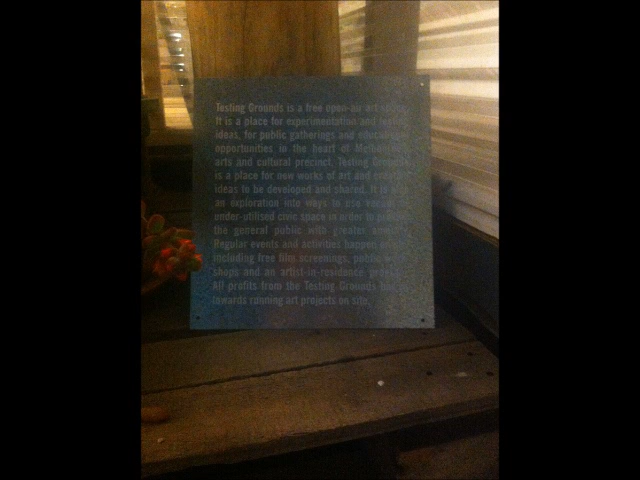 Testing Grounds is a free open-air art
It is a place for experimentation and
ideas, for public gatherings and
opportunities in the heart of
arts and cultural precinct. Testing Grounds
is a place for new works of art and
ideas to be developed and shared. It is
an exploration into ways to use
under-utilised civic space in order to
the general public with greater
Regular events and activities happen
including free film screenings, public
shops and an artist-in-residence
All profits from the Testing Grounds
towards running art projects on site.